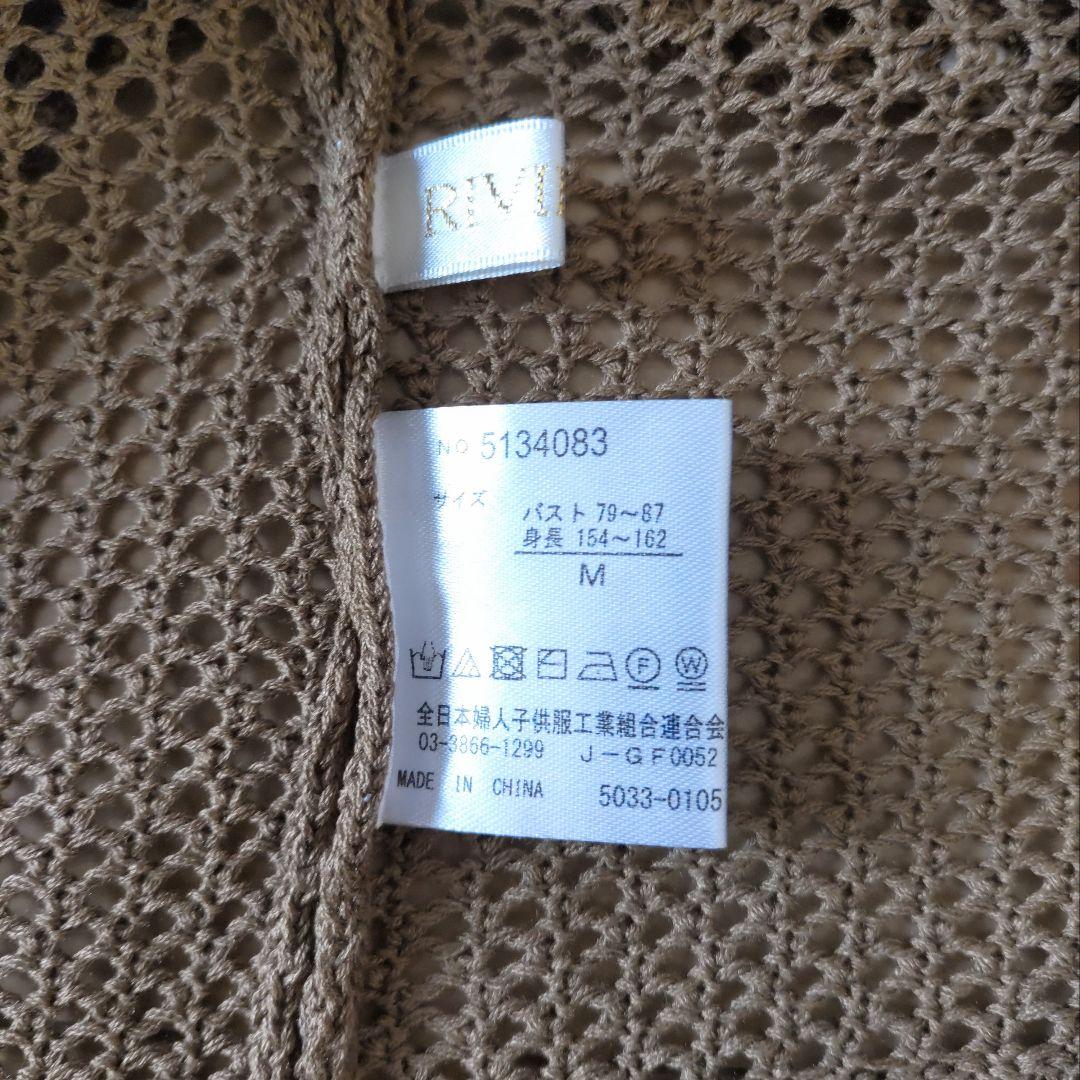 RIVI
No 5134083
サイズ
バスト 79～87
身長 154～162
M
F W
全日本婦人子供服工業組合連合会
03-3866-1299 J-GF0052
MADE IN CHINA 5033-0105